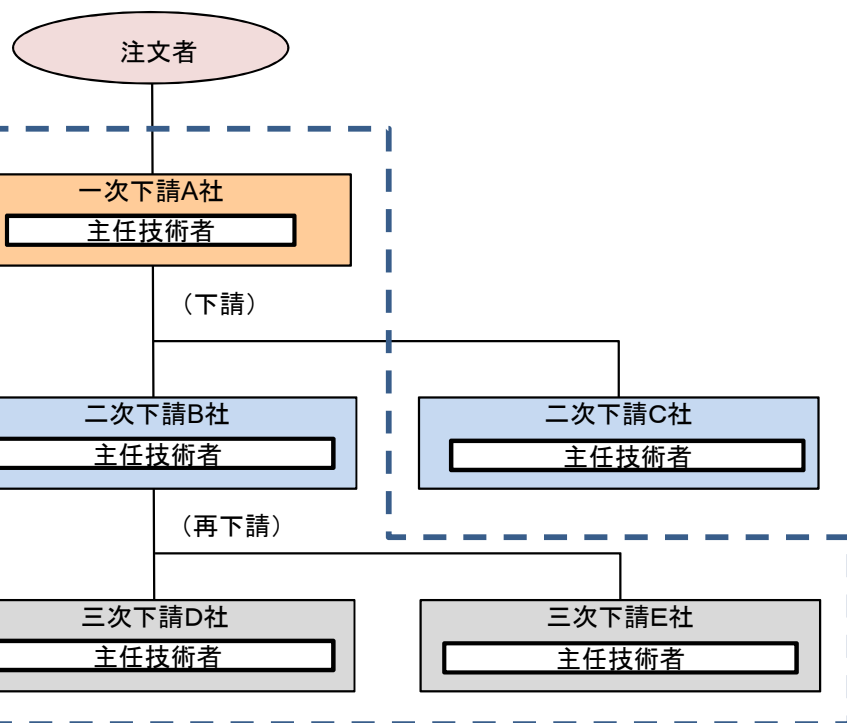 注文者
一次下請A社
主任技術者
（下請）
二次下請B社
主任技術者
二次下請C社
主任技術者
（再下請）
三次下請D社
主任技術者
三次下請E社
主任技術者